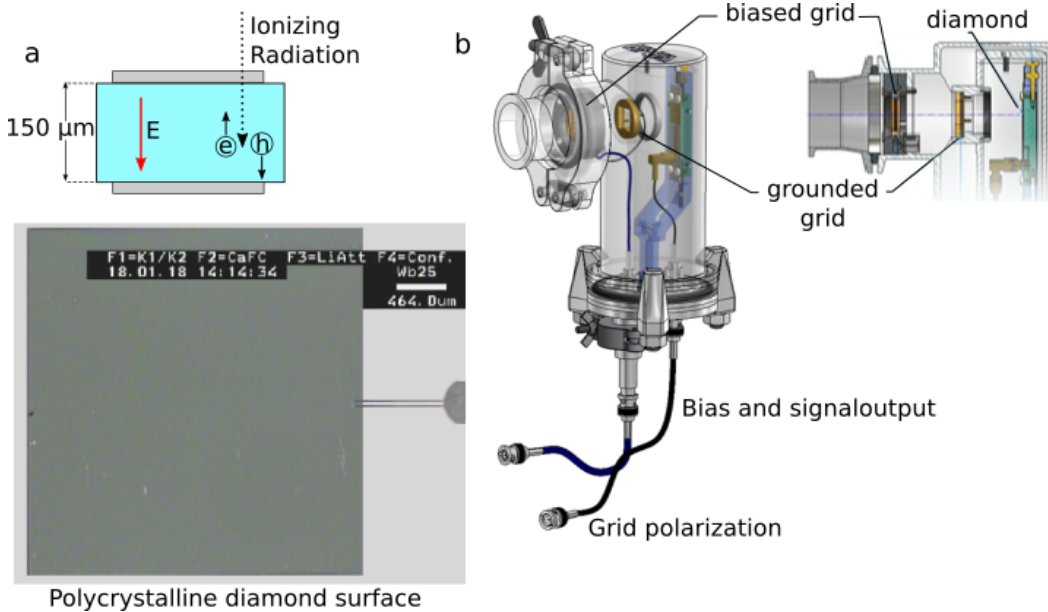 a
Ionizing
Radiation
150 µm
E
e
h
F1=K1/K2 F2=CaFC F3=LiAtt F4=Conf.
18.01.18 14:14:34
Wb25
464.0um
Polycrystalline diamond surface
b
biased grid
diamond
grounded
grid
Bias and signaloutput
Grid polarization